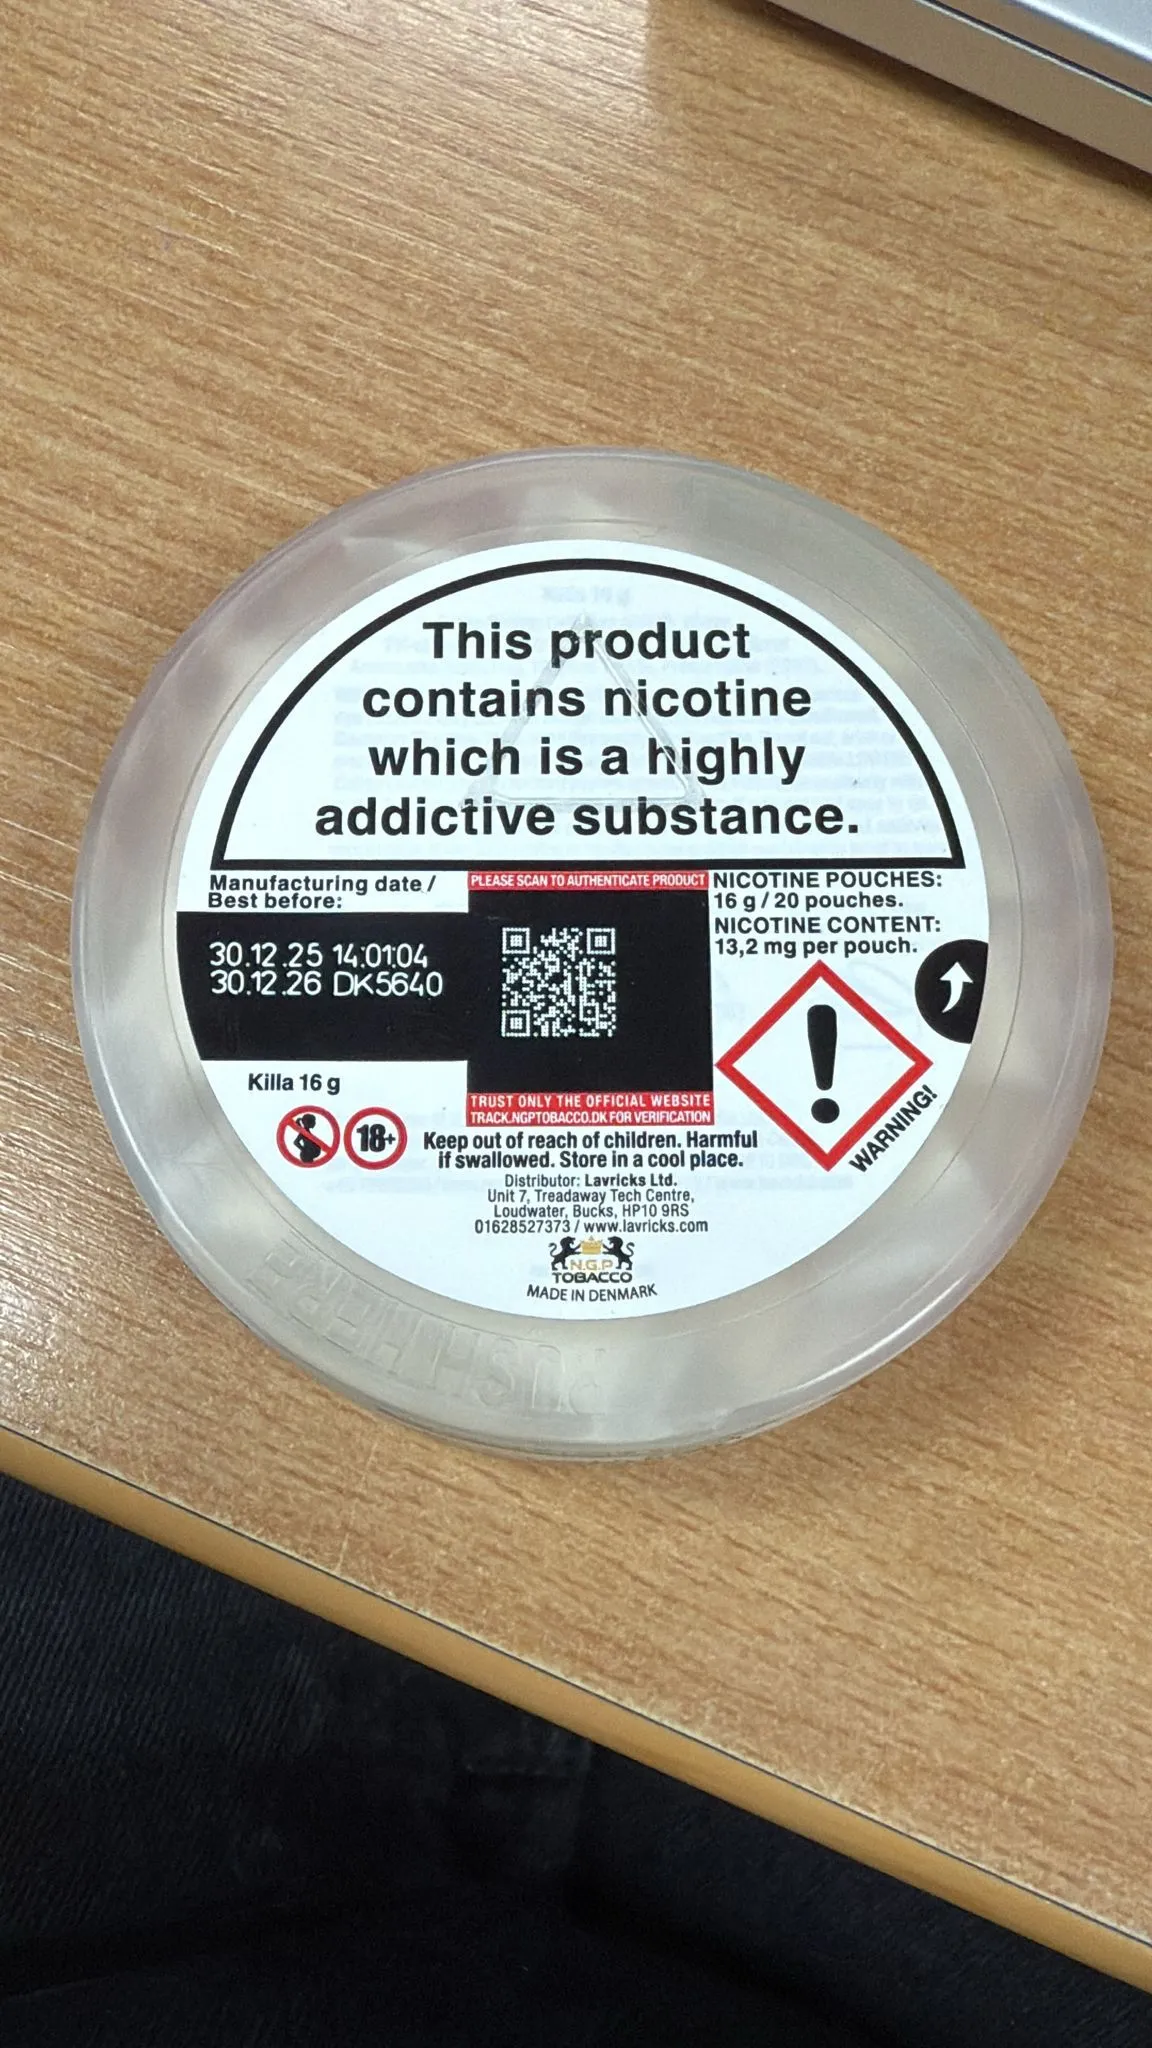 This product
contains nicotine
which is a highly
addictive substance.
Manufacturing date /
Best before:
30.12.25 14:01:04
30.12.26 DK5640
Killa 16 g
18+
PLEASE SCAN TO AUTHENTICATE PRODUCT
TRUST ONLY THE OFFICIAL WEBSITE
TRACK.NGPTOBACCO.DK FOR VERIFICATION
NICOTINE POUCHES:
16 g / 20 pouches.
NICOTINE CONTENT:
13,2 mg per pouch.
WARNING!
Keep out of reach of children. Harmful
if swallowed. Store in a cool place.
Distributor: Lavricks Ltd.
Unit 7, Treadaway Tech Centre,
Loudwater, Bucks, HP10 9RS
01628527373 / www.lavricks.com
N.G.P
TOBACCO
MADE IN DENMARK